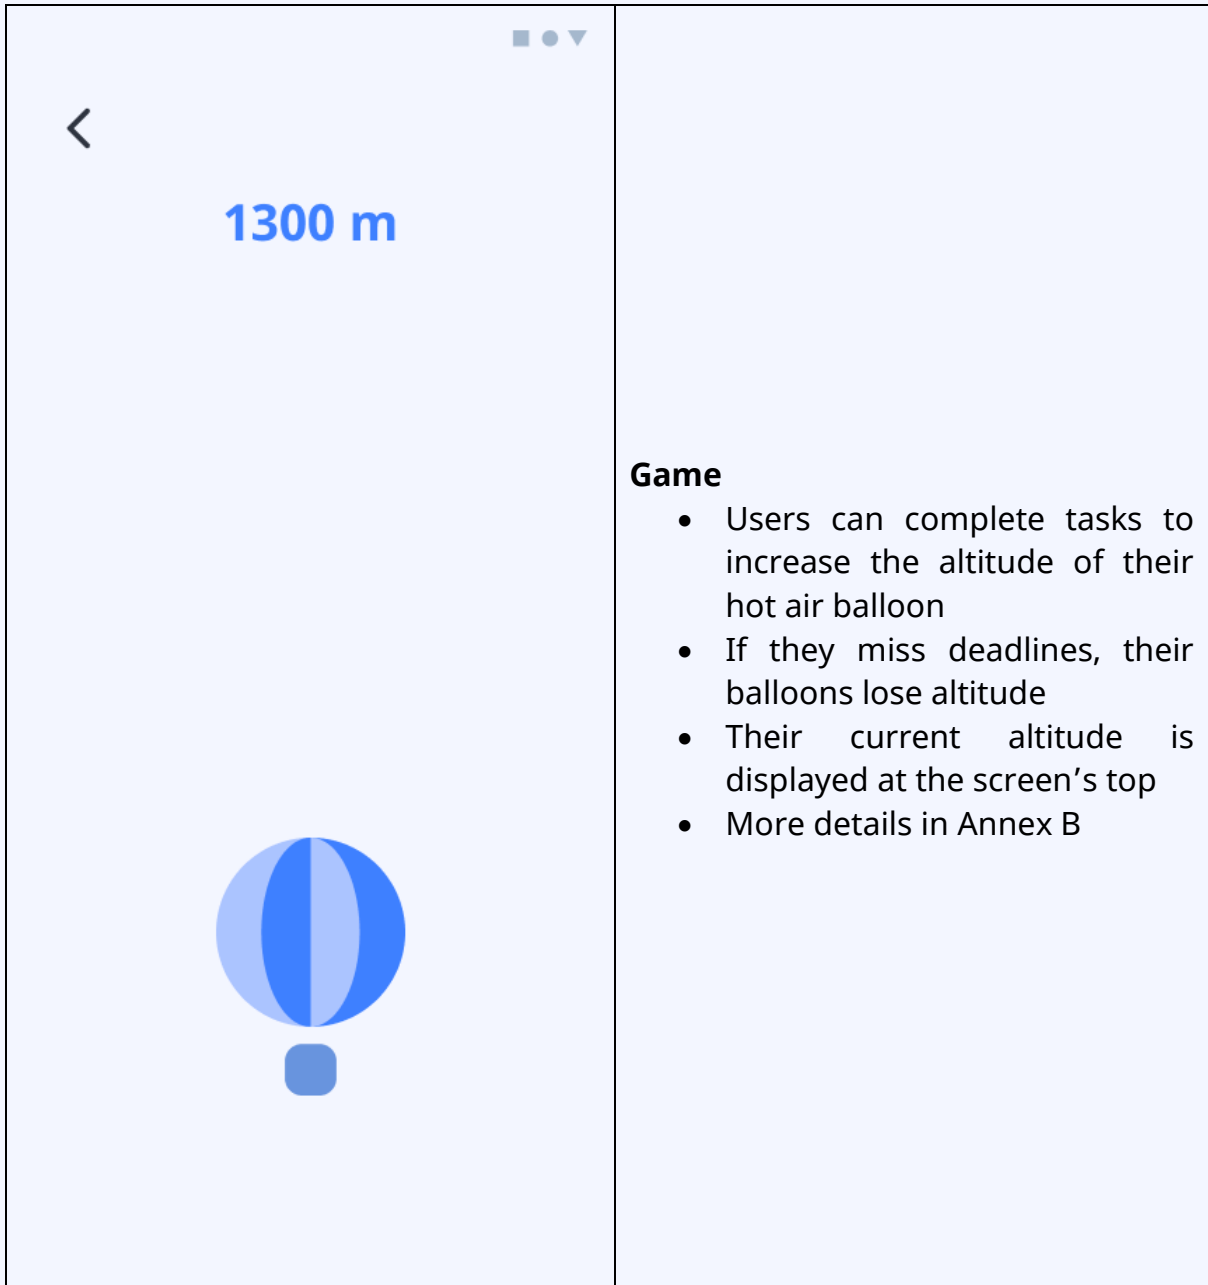 1300 m
Game
• Users can complete tasks to
increase the altitude of their
hot air balloon
• If they miss deadlines, their
balloons lose altitude
• Their current altitude is
displayed at the screen’s top
• More details in Annex B